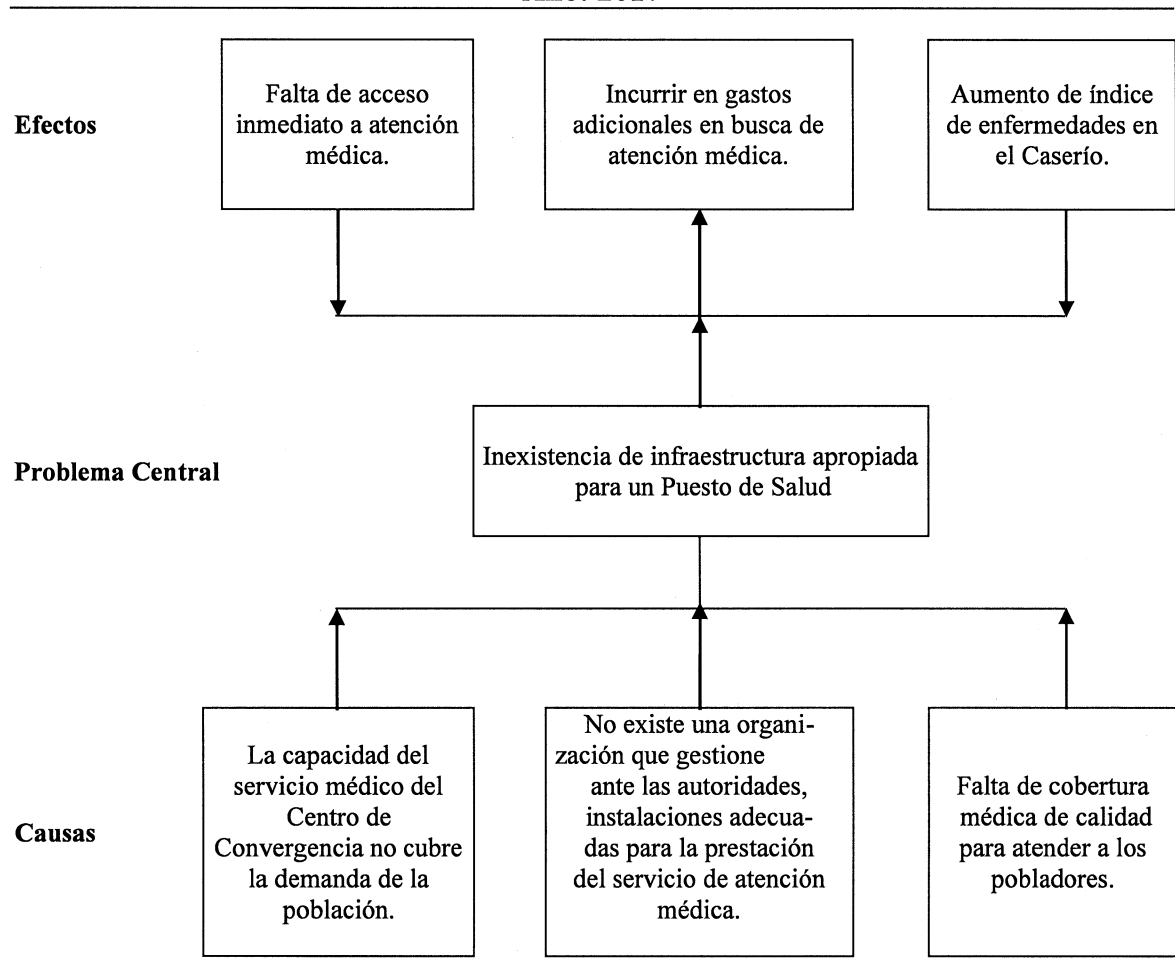 Efectos
Falta de acceso
inmediato a atención
médica.
Incurrir en gastos
adicionales en busca de
atención médica.
Aumento de índice
de enfermedades en
el Caserío.
Problema Central
Inexistencia de infraestructura apropiada
para un Puesto de Salud
Causas
La capacidad del
servicio médico del
Centro de
Convergencia no cubre
la demanda de la
población.
No existe una organi-
zación que gestione
ante las autoridades,
instalaciones adecua-
das para la prestación
del servicio de atención
médica.
Falta de cobertura
médica de calidad
para atender a los
pobladores.